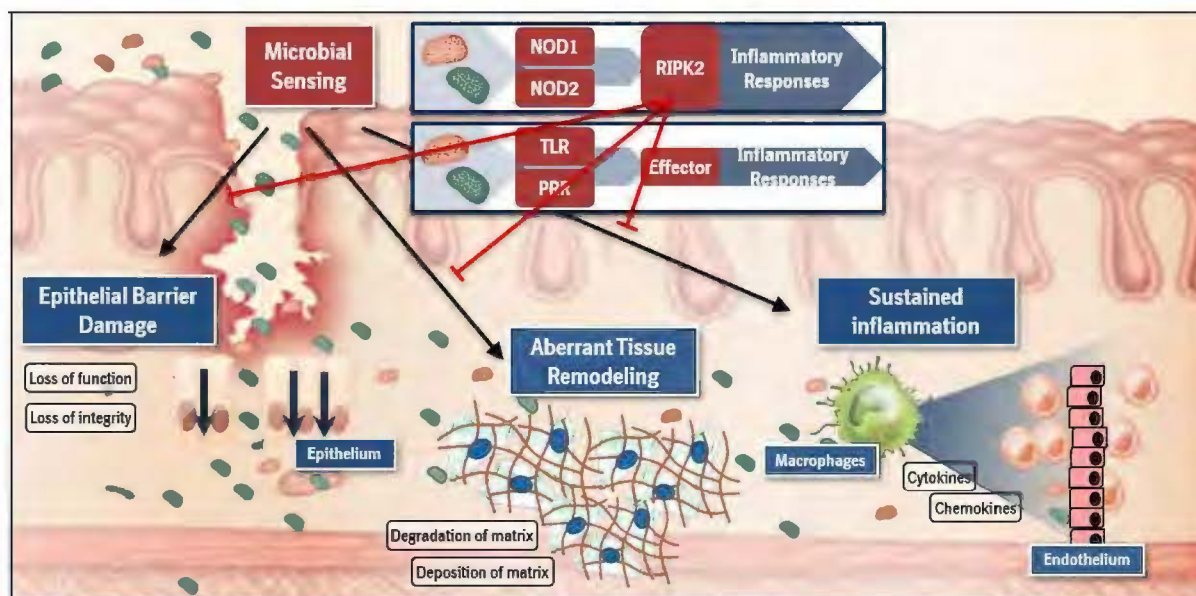 Microbial
Sensing
NOD1
NOD2
RIPK2
Inflammatory
Responses
TLR
PRR
Effector
Inflammatory
Responses
Epithelial Barrier
Damage
Loss of function
Loss of integrity
Epithelium
Aberrant Tissue
Remodeling
Degradation of matrix
Deposition of matrix
Sustained
inflammation
Macrophages
Cytokines
Chemokines
Endothelium